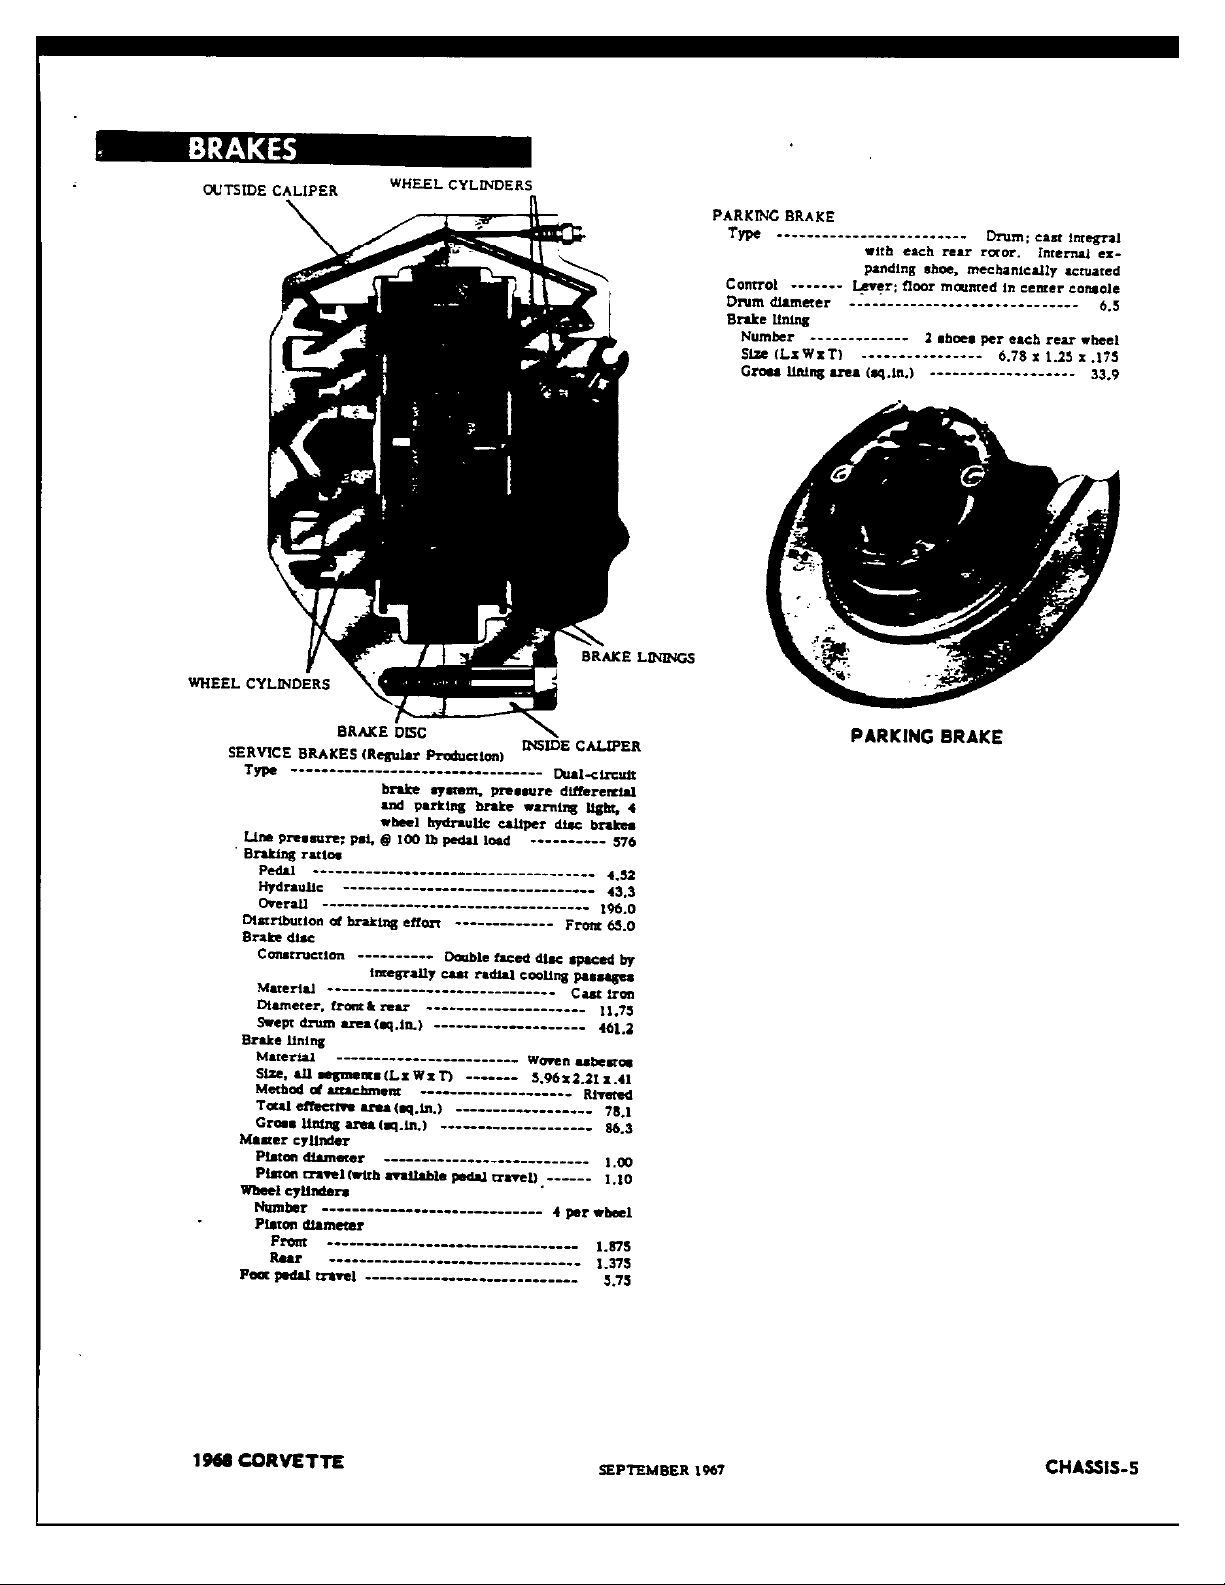 BRAKES
OUTSIDE CALIPER
WHEEL CYLINDERS
BRAKE LININGS
WHEEL CYLINDERS
BRAKE DISC
INSIDE CALIPER
SERVICE BRAKES (Regular Production)
Type --------------------------------- Dual-circuit
brake system, pressure differential
and parking brake warning light, 4
wheel hydraulic caliper disc brakes
Line pressure; psi, @ 100 lb pedal load ---------- 576
Braking ratios
Pedal ------------------------------------- 4.52
Hydraulic --------------------------------- 43.3
Overall ----------------------------------- 196.0
Distribution of braking effort ------------- Front 65.0
Brake disc
Construction ---------- Double faced disc spaced by
integrally cast radial cooling passages
Material ------------------------------ Cast iron
Diameter, front & rear --------------------- 11.75
Swept drum area (sq.in.) -------------------- 461.2
Brake lining
Material ------------------------ Woven asbestos
Size, all segments (L x W x T) ------- 5.96 x 2.21 x .41
Method of attachment -------------------- Riveted
Total effective area (sq.in.) ------------------ 78.1
Gross lining area (sq.in.) -------------------- 86.3
Master cylinder
Piston diameter --------------------------- 1.00
Piston travel (with available pedal travel) ------ 1.10
Wheel cylinders
Number ----------------------------- 4 per wheel
Piston diameter
Front --------------------------------- 1.875
Rear --------------------------------- 1.375
Foot pedal travel ---------------------------- 5.75
PARKING BRAKE
Type ------------------------- Drum; cast integral
with each rear rotor. Internal ex-
panding shoe, mechanically actuated
Control ------- Lever; floor mounted in center console
Drum diameter ------------------------------ 6.5
Brake lining
Number ------------- 2 shoes per each rear wheel
Size (L x W x T) ---------------- 6.78 x 1.25 x .175
Gross lining area (sq.in.) ------------------- 33.9
PARKING BRAKE
1968 CORVETTE
SEPTEMBER 1967
CHASSIS-5